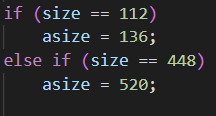 if (size == 112)
    asize = 136;
else if (size == 448)
    asize = 520;